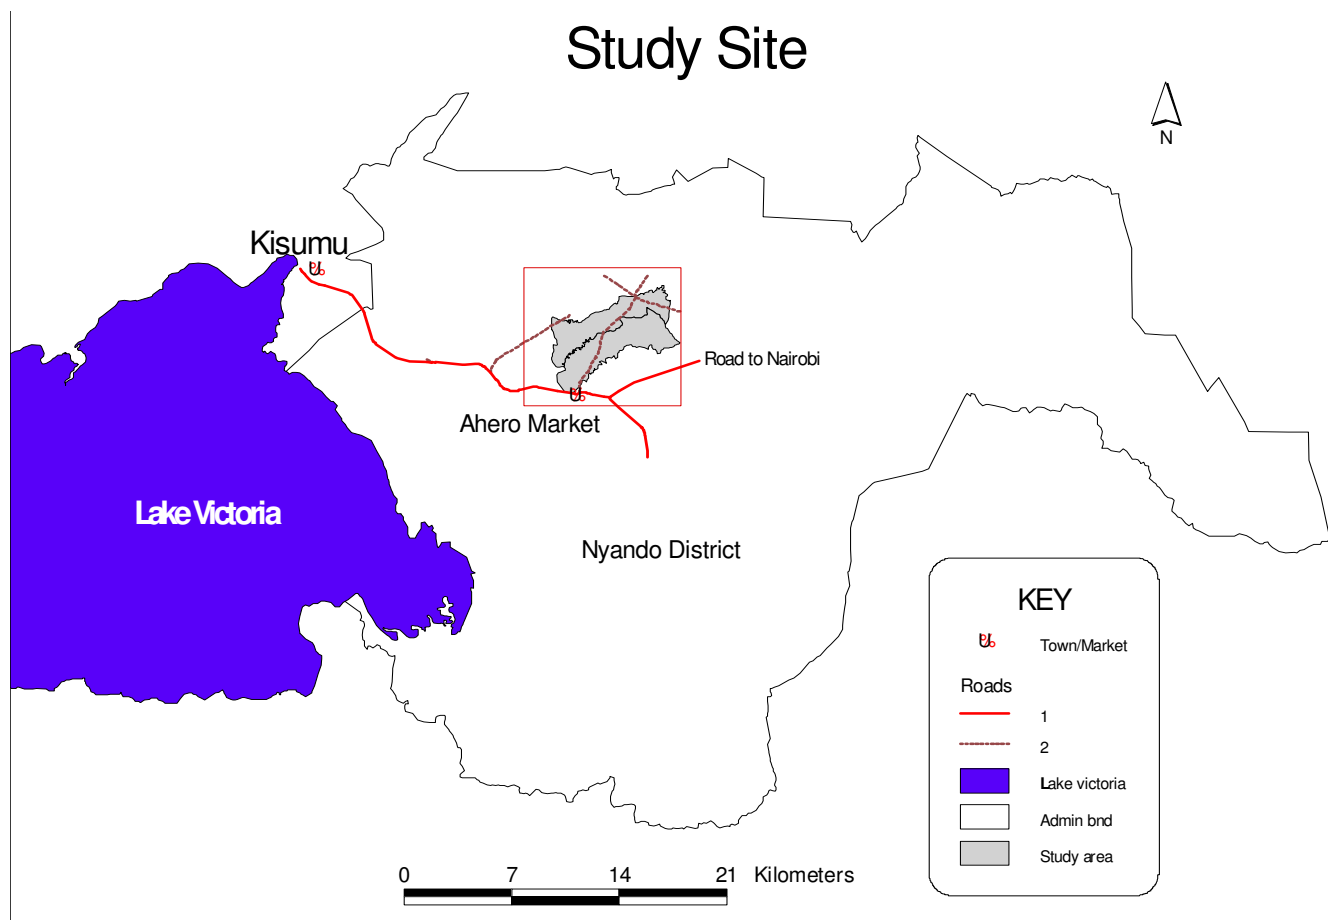 Study Site
N
Kisumu
Road to Nairobi
Ahero Market
Lake Victoria
Nyando District
KEY
Town/Market
Roads
1
2
Lake victoria
Admin bnd
Study area
0 7 14 21 Kilometers